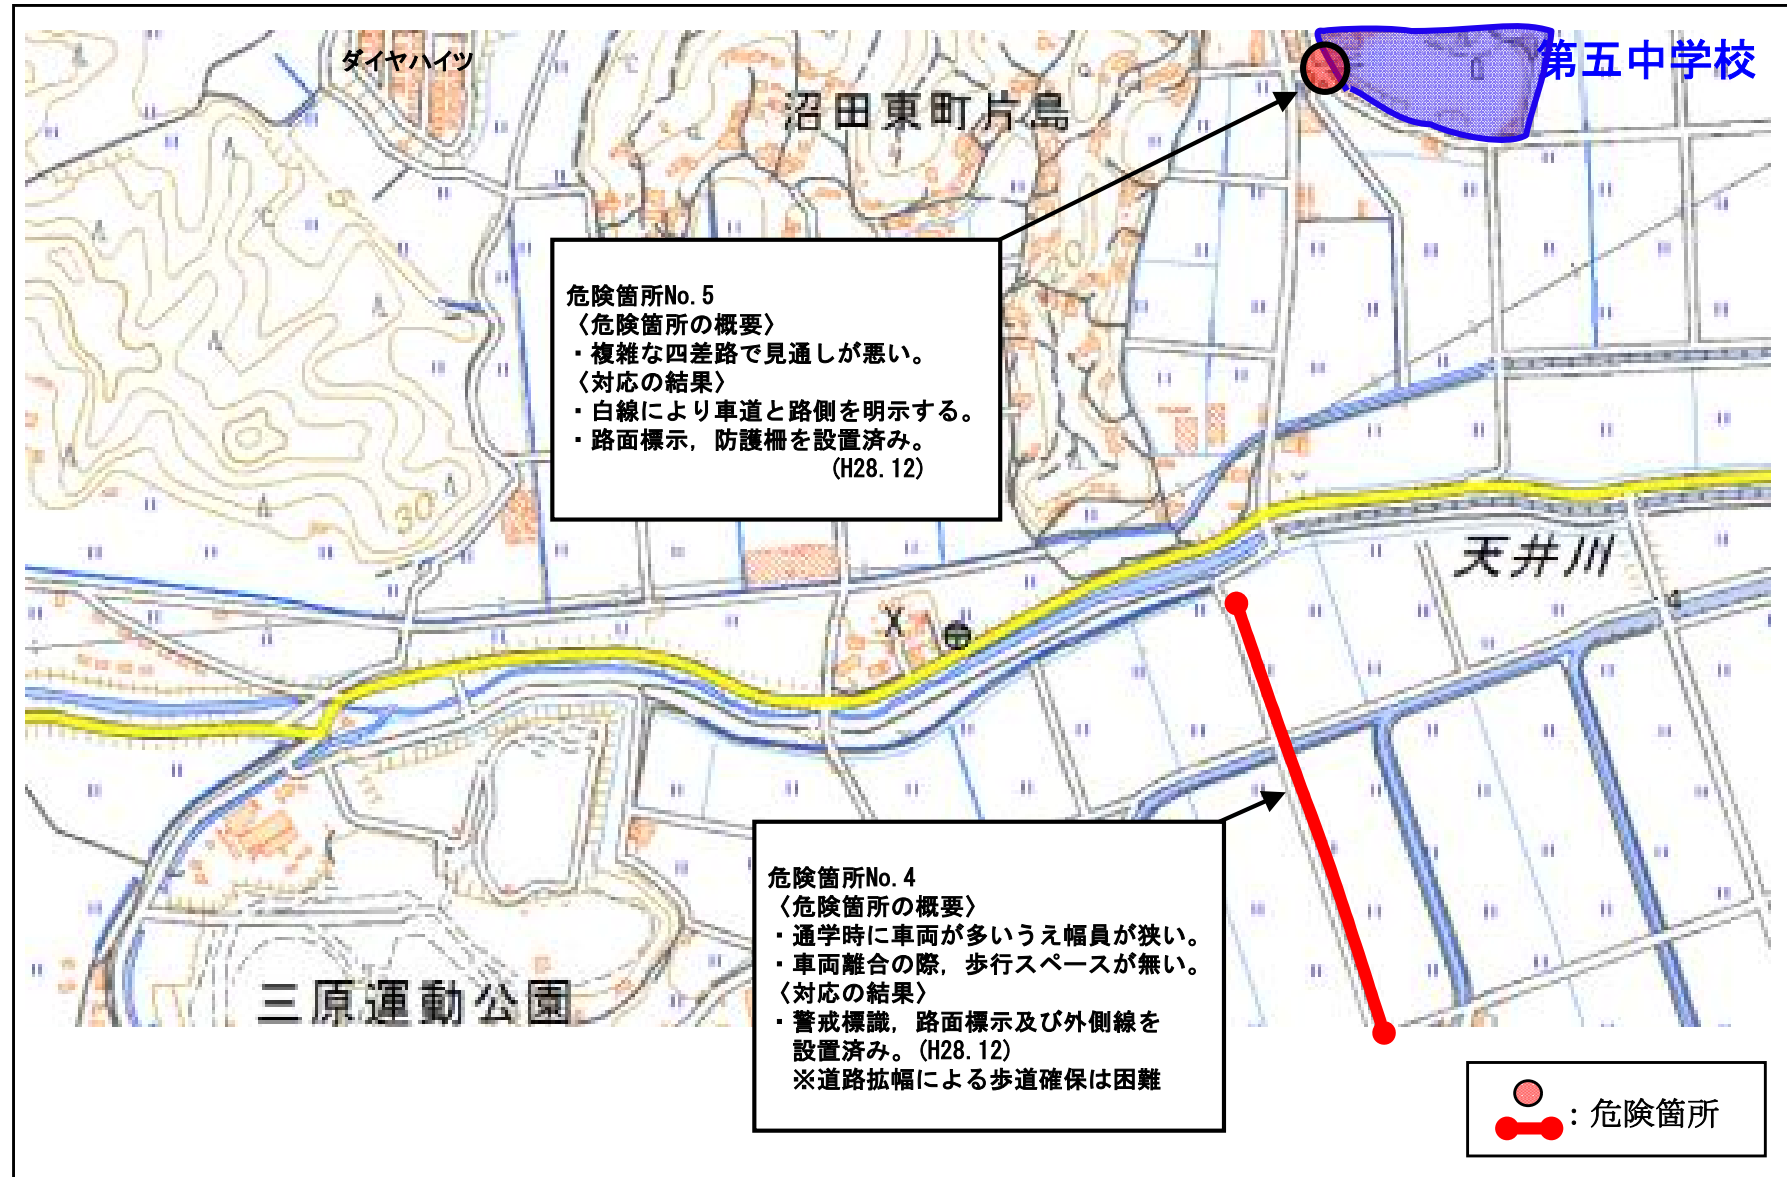 ダイヤハイツ
第五中学校
沼田東町片島
危険箇所No.5
〈危険箇所の概要〉
・複雑な四差路で見通しが悪い。
〈対応の結果〉
・白線により車道と路側を明示する。
・路面標示，防護柵を設置済み。
(H28.12)
30
天井川
危険箇所No.4
〈危険箇所の概要〉
・通学時に車両が多いうえ幅員が狭い。
・車両離合の際，歩行スペースが無い。
〈対応の結果〉
・警戒標識，路面標示及び外側線を
設置済み。(H28.12)
※道路拡幅による歩道確保は困難
三原運動公園
：危険箇所